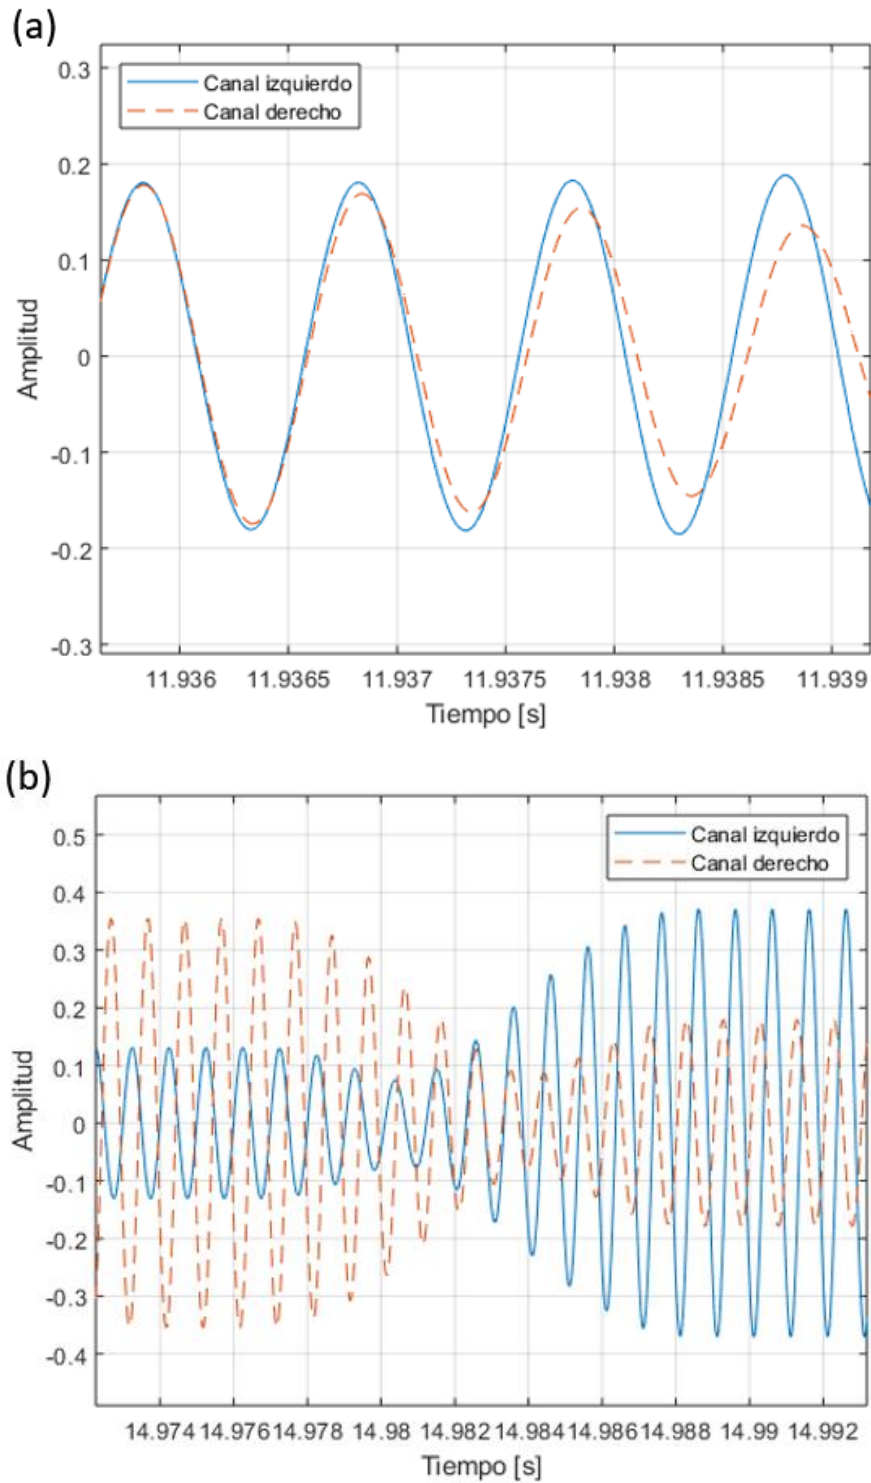 (a)
0.3
0.2
0.1
0
-0.1
-0.2
-0.3
Amplitud
Canal izquierdo
Canal derecho
11.936 11.9365 11.937 11.9375 11.938 11.9385 11.939
Tiempo [s]
(b)
0.5
0.4
0.3
0.2
0.1
0
-0.1
-0.2
-0.3
-0.4
Amplitud
Canal izquierdo
Canal derecho
14.974 14.976 14.978 14.98 14.982 14.984 14.986 14.988 14.99 14.992
Tiempo [s]